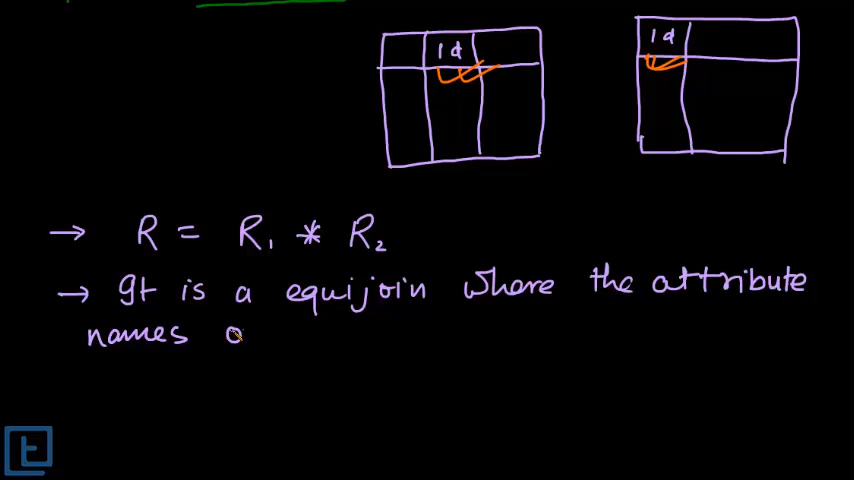 id
id
→ R = R₁ * R₂
→ It is a equijoin where the attribute
names